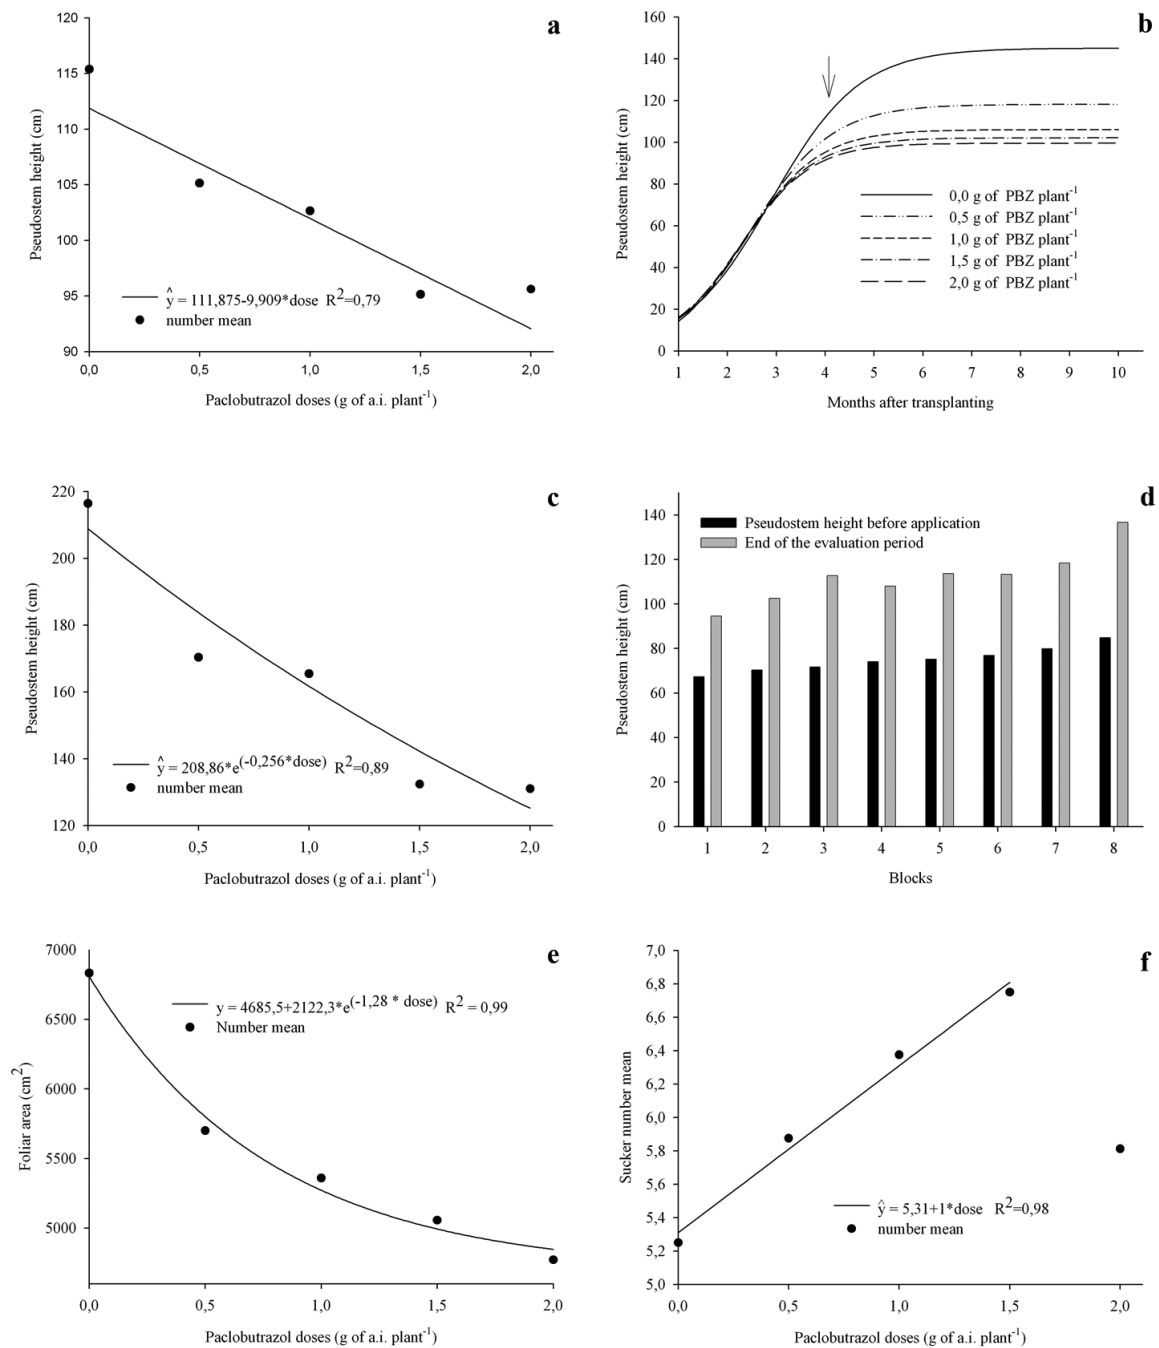 a
120
115
110
105
100
95
90
Pseudostem height (cm)
ŷ = 111,875-9,909*dose R²=0,79
number mean
0,0 0,5 1,0 1,5 2,0
Paclobutrazol doses (g of a.i. plant⁻¹)
b
160
140
120
100
80
60
40
20
0
Pseudostem height (cm)
0,0 g of PBZ plant⁻¹
0,5 g of PBZ plant⁻¹
1,0 g of PBZ plant⁻¹
1,5 g of PBZ plant⁻¹
2,0 g of PBZ plant⁻¹
1 2 3 4 5 6 7 8 9 10
Months after transplanting
c
220
200
180
160
140
120
Pseudostem height (cm)
ŷ = 208,86*e^(-0,256*dose) R²=0,89
number mean
0,0 0,5 1,0 1,5 2,0
Paclobutrazol doses (g of a.i. plant⁻¹)
d
140
120
100
80
60
40
20
0
Pseudostem height (cm)
Pseudostem height before application
End of the evaluation period
1 2 3 4 5 6 7 8
Blocks
e
7000
6500
6000
5500
5000
Foliar area (cm²)
y = 4685,5+2122,3*e^(-1,28 * dose) R² = 0,99
Number mean
0,0 0,5 1,0 1,5 2,0
Paclobutrazol doses (g of a.i. plant⁻¹)
f
7,0
6,8
6,6
6,4
6,2
6,0
5,8
5,6
5,4
5,2
5,0
Sucker number mean
ŷ = 5,31+1*dose R²=0,98
number mean
0,0 0,5 1,0 1,5 2,0
Paclobutrazol doses (g of a.i. plant⁻¹)